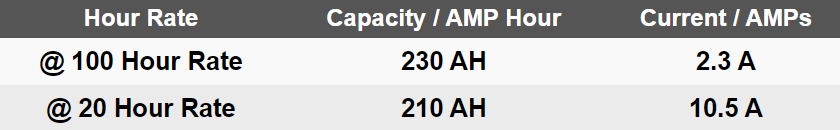 Hour Rate Capacity / AMP Hour Current / AMPs
@ 100 Hour Rate 230 AH 2.3 A
@ 20 Hour Rate 210 AH 10.5 A